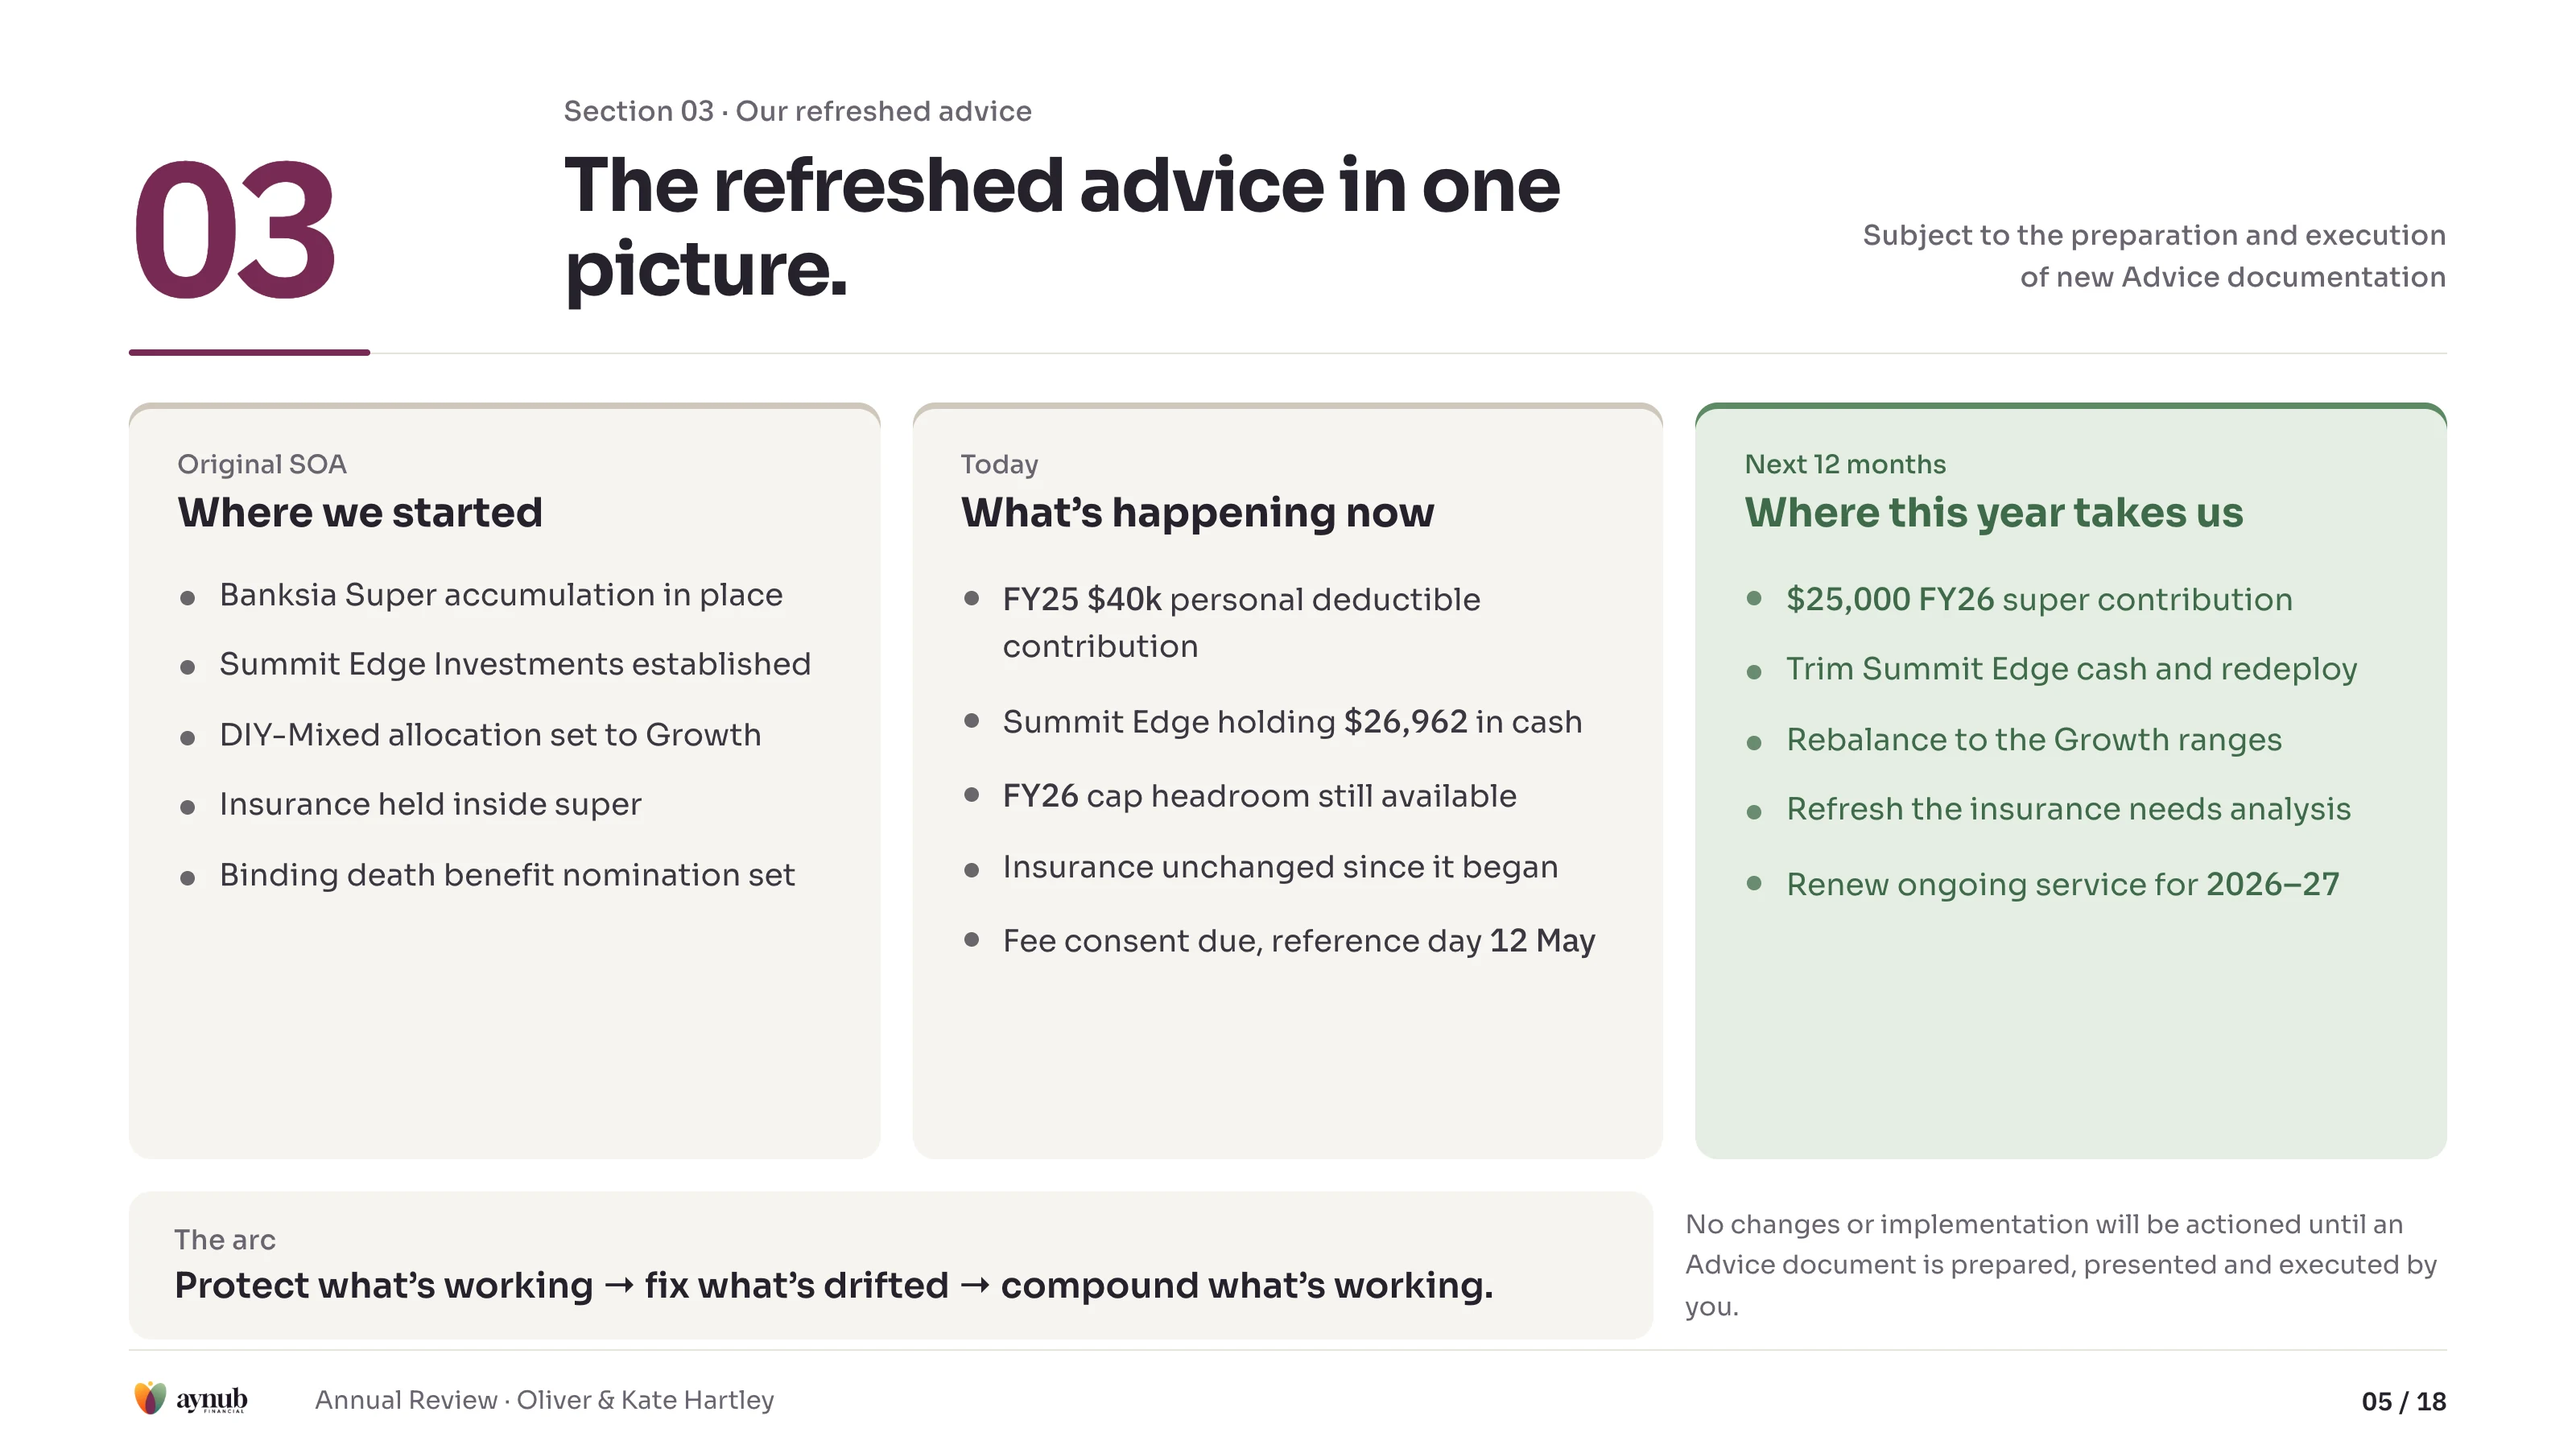 Section 03 · Our refreshed advice
03
The refreshed advice in one
picture.
Subject to the preparation and execution
of new Advice documentation
Original SOA
Where we started
Banksia Super accumulation in place
Summit Edge Investments established
DIY-Mixed allocation set to Growth
Insurance held inside super
Binding death benefit nomination set
Today
What’s happening now
FY25 $40k personal deductible
contribution
Summit Edge holding $26,962 in cash
FY26 cap headroom still available
Insurance unchanged since it began
Fee consent due, reference day 12 May
Next 12 months
Where this year takes us
$25,000 FY26 super contribution
Trim Summit Edge cash and redeploy
Rebalance to the Growth ranges
Refresh the insurance needs analysis
Renew ongoing service for 2026–27
The arc
Protect what’s working → fix what’s drifted → compound what’s working.
No changes or implementation will be actioned until an
Advice document is prepared, presented and executed by
you.
aynub
FINANCIAL
Annual Review · Oliver & Kate Hartley
05 / 18